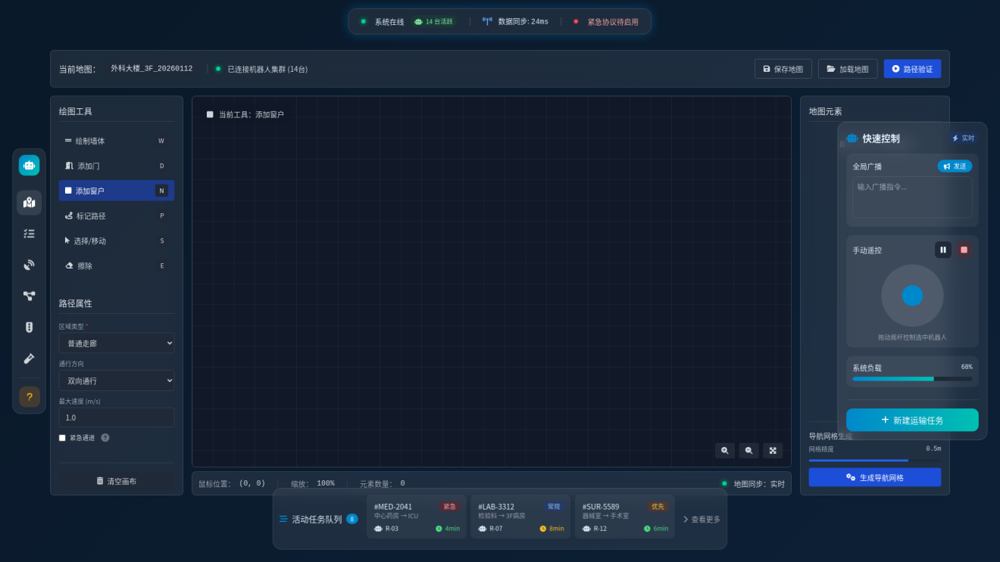 系统在线
14 台活跃
数据同步: 24ms
紧急协议待启用
当前地图：
外科大楼_3F_20260112
已连接机器人集群 (14台)
保存地图
加载地图
路径验证
绘图工具
绘制墙体 W
添加门 D
添加窗户 N
标记路径 P
选择/移动 S
擦除 E
路径属性
区域类型 *
普通走廊
通行方向
双向通行
最大速度 (m/s)
1.0
紧急通道 ?
清空画布
?
当前工具：添加窗户
鼠标位置： (0, 0)
缩放： 100%
元素数量： 0
地图同步：实时
地图元素
导航网格生成
网格精度 0.5m
生成导航网格
快速控制
实时
全局广播
发送
输入广播指令...
手动遥控
拖动摇杆控制选中机器人
系统负载 68%
新建运输任务
活动任务队列 8
#MED-2041 紧急
中心药房 → ICU
R-03 4min
#LAB-3312 常规
检验科 → 3F病房
R-07 8min
#SUR-5589 优先
器械室 → 手术室
R-12 6min
查看更多